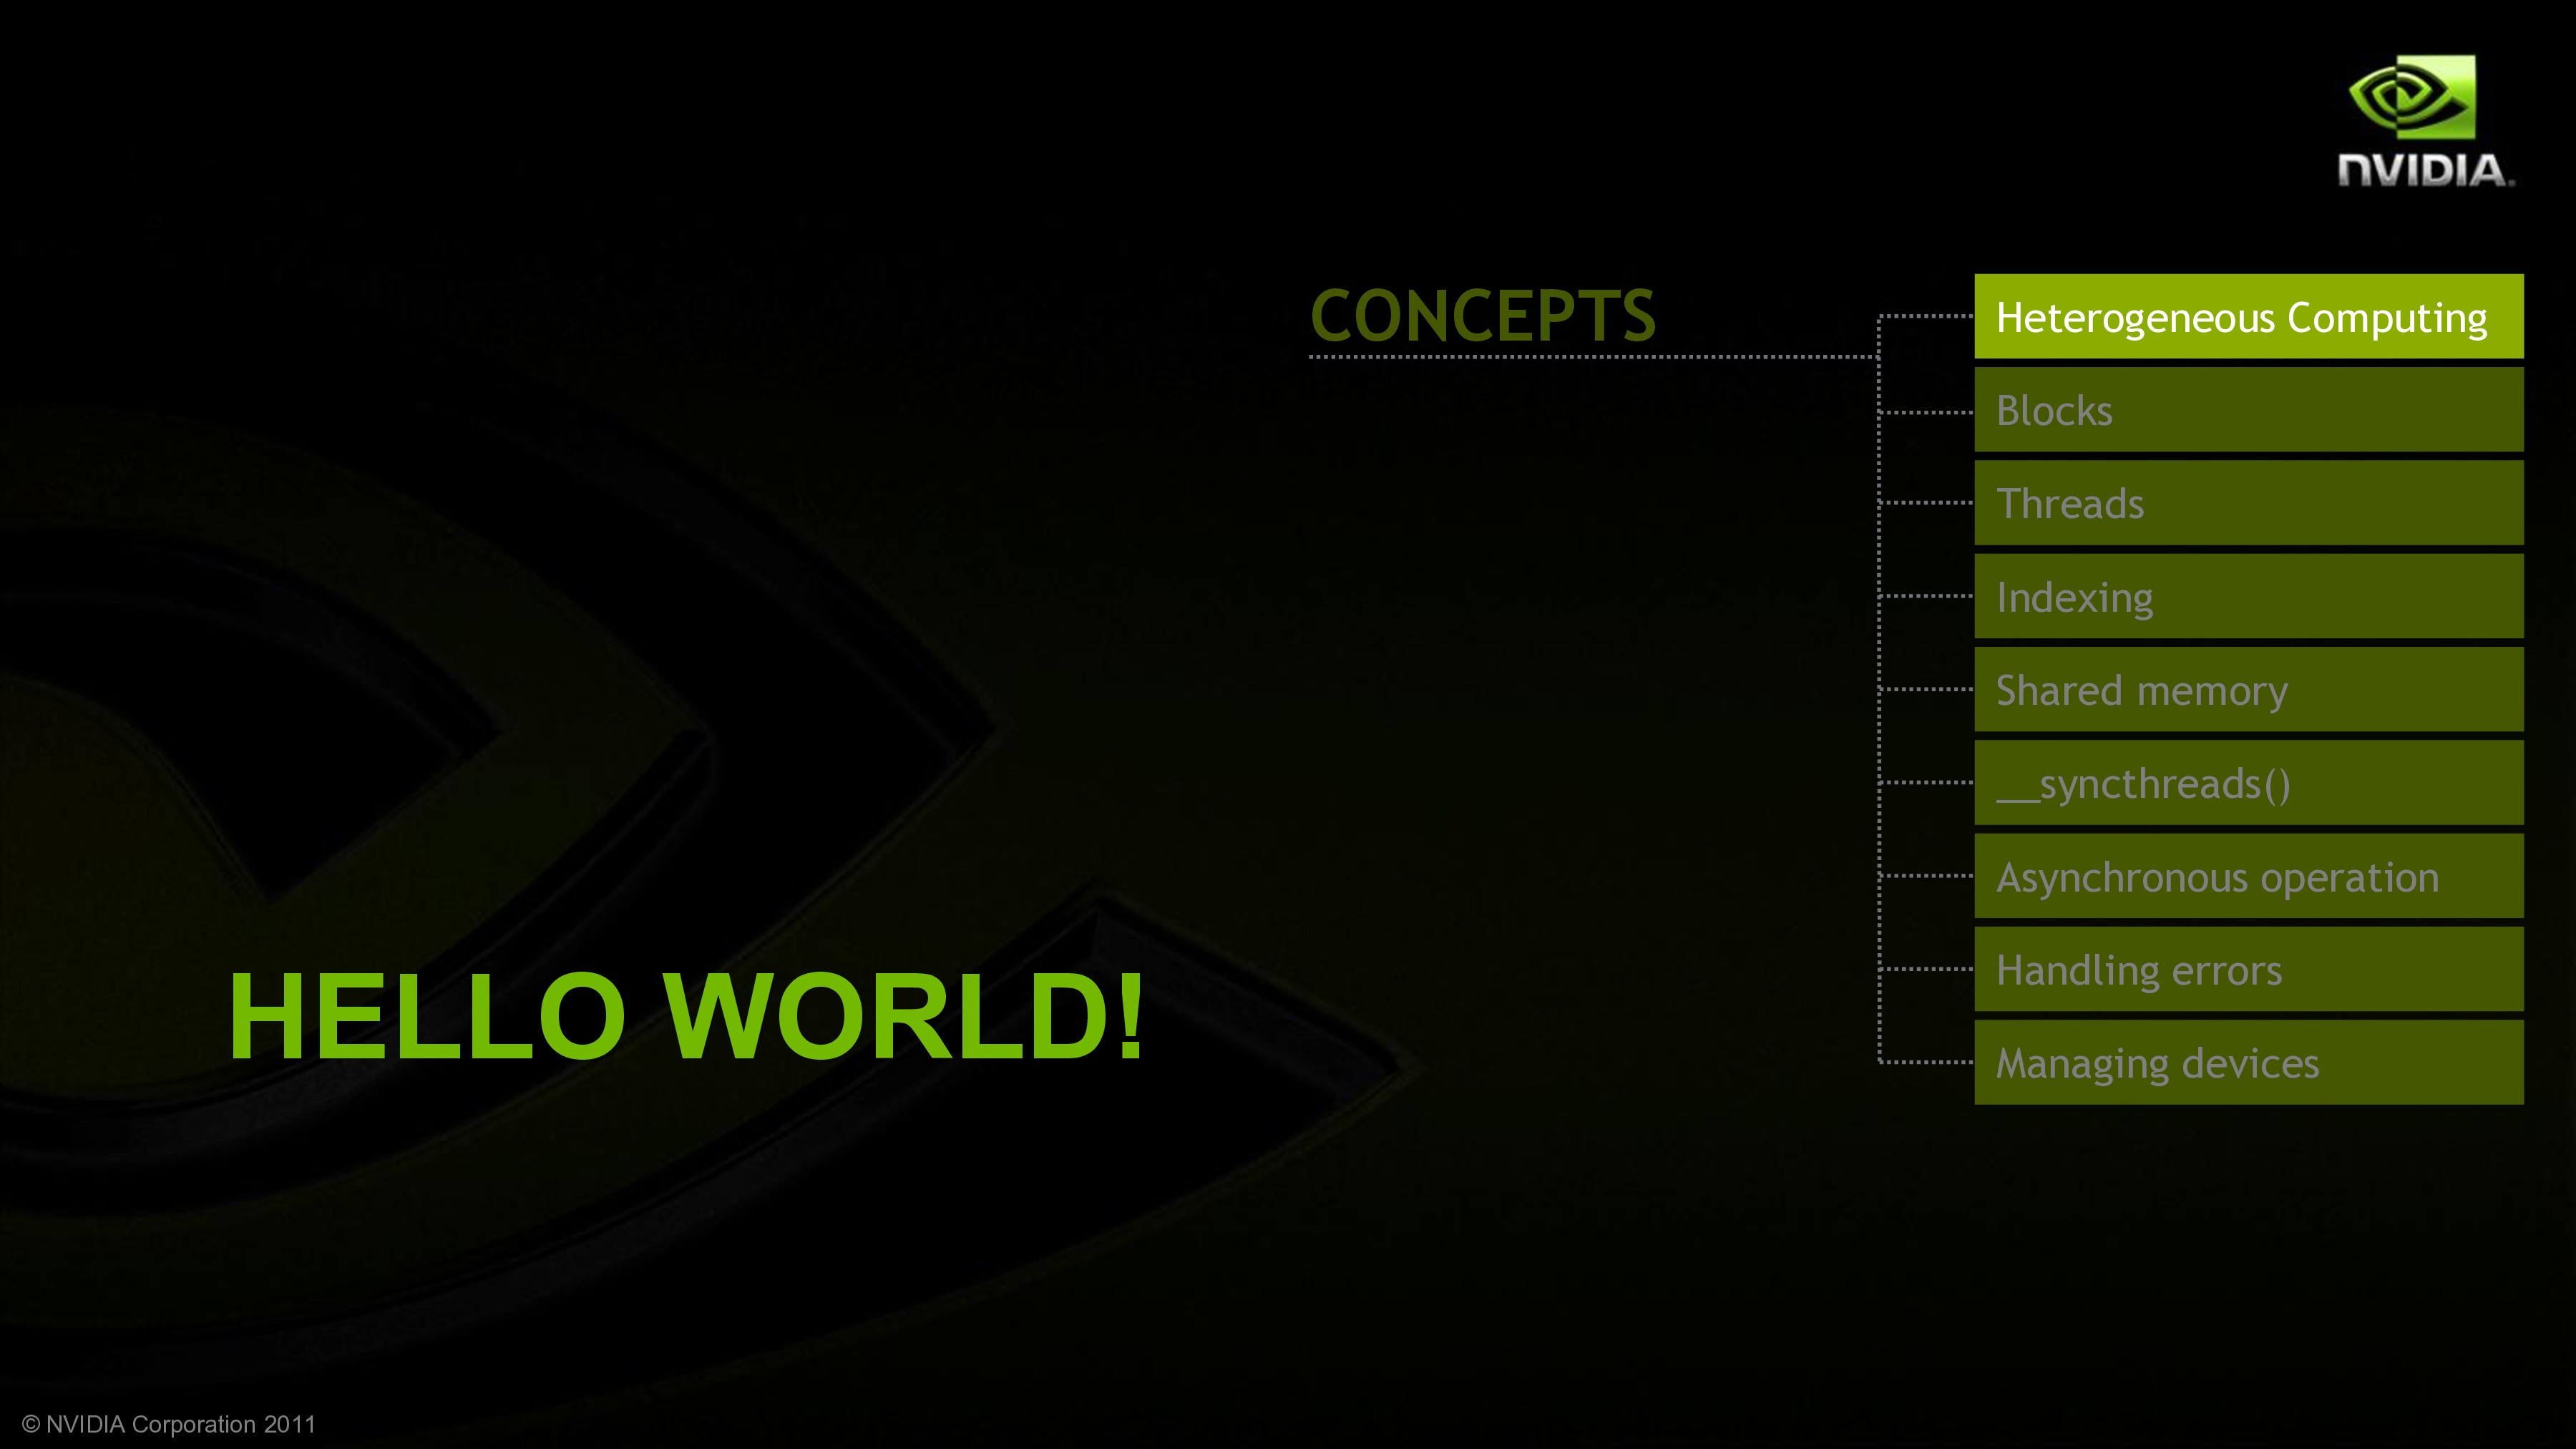 NVIDIA.
CONCEPTS
Heterogeneous Computing
Blocks
Threads
Indexing
Shared memory
__syncthreads()
Asynchronous operation
Handling errors
Managing devices
HELLO WORLD!
© NVIDIA Corporation 2011